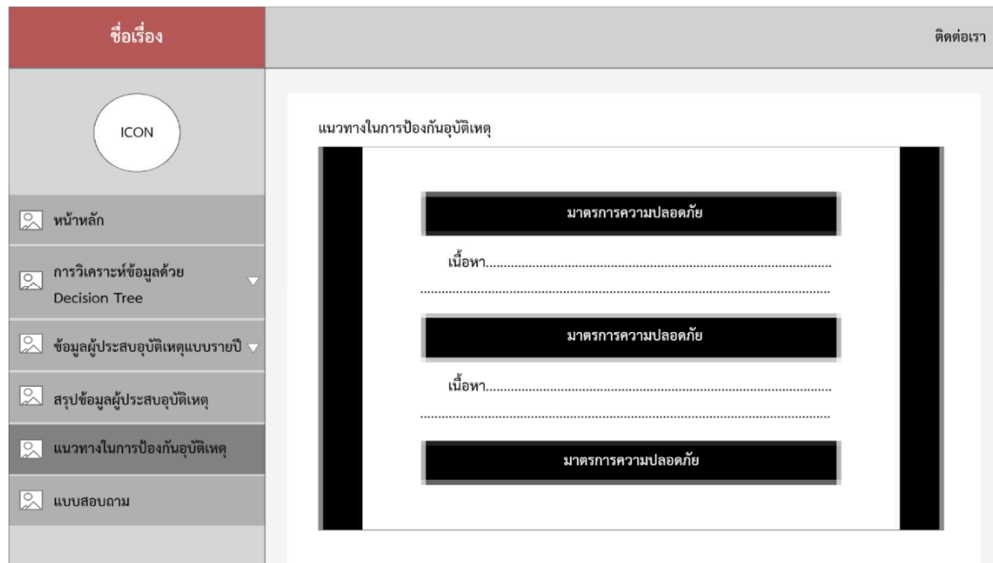 ชื่อเรื่อง
ติดต่อเรา
ICON
หน้าหลัก
การวิเคราะห์ข้อมูลด้วย
Decision Tree
ข้อมูลผู้ประสบอุบัติเหตุแบบรายปี
สรุปข้อมูลผู้ประสบอุบัติเหตุ
แนวทางในการป้องกันอุบัติเหตุ
แบบสอบถาม
แนวทางในการป้องกันอุบัติเหตุ
มาตรการความปลอดภัย
เนื้อหา......................................................................................
.......................................................................................................
มาตรการความปลอดภัย
เนื้อหา......................................................................................
.......................................................................................................
มาตรการความปลอดภัย